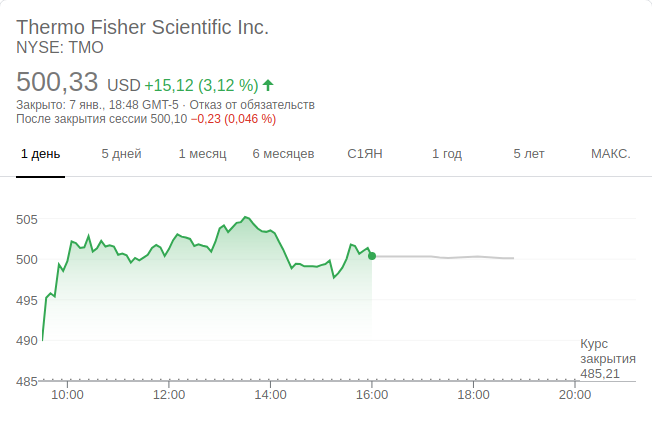 Thermo Fisher Scientific Inc.
NYSE: TMO
500,33 USD +15,12 (3,12 %)
Закрыто: 7 янв., 18:48 GMT-5 · Отказ от обязательств
После закрытия сессии 500,10 −0,23 (0,046 %)
1 день 5 дней 1 месяц 6 месяцев С1ЯН 1 год 5 лет МАКС.
505
500
495
490
Курс
закрытия
485,21
485
10:00 12:00 14:00 16:00 18:00 20:00